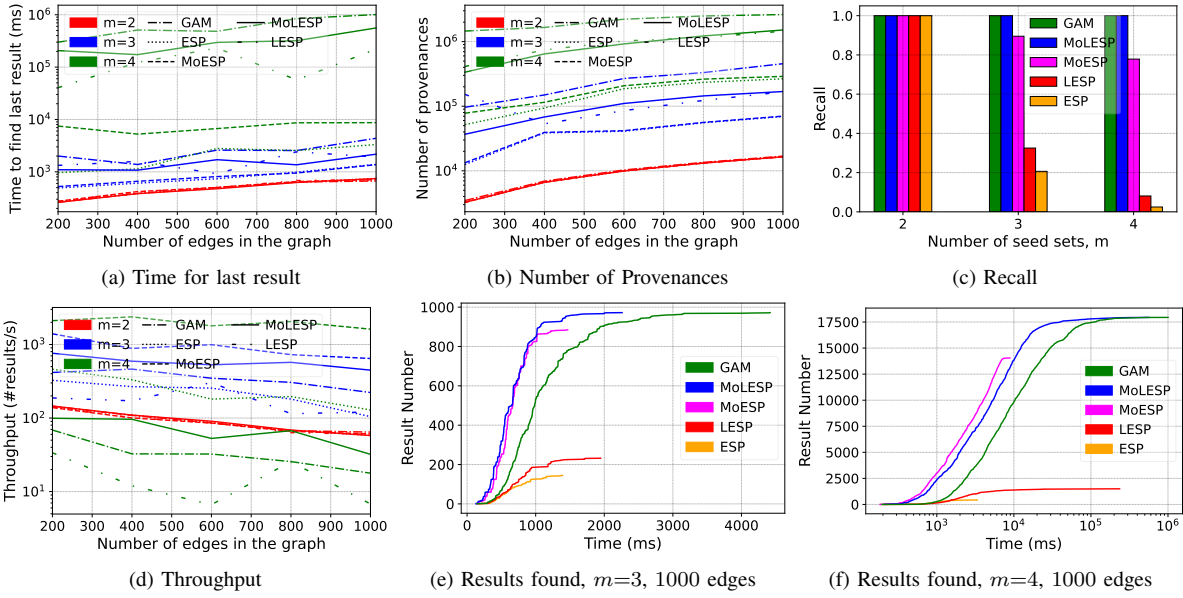 Time to find last result (ms)
10^6
10^5
10^4
10^3
m=2
m=3
m=4
GAM
ESP
MoESP
MoLESP
LESP
200 300 400 500 600 700 800 900 1000
Number of edges in the graph
(a) Time for last result
Number of provenances
10^6
10^5
10^4
m=2
m=3
m=4
GAM
ESP
MoESP
MoLESP
LESP
200 300 400 500 600 700 800 900 1000
Number of edges in the graph
(b) Number of Provenances
Recall
1.0
0.8
0.6
0.4
0.2
0.0
GAM
MoLESP
MoESP
LESP
ESP
2 3 4
Number of seed sets, m
(c) Recall
Throughput (#results/s)
10^3
10^2
10^1
m=2
m=3
m=4
GAM
ESP
MoESP
MoLESP
LESP
200 300 400 500 600 700 800 900 1000
Number of edges in the graph
(d) Throughput
Result Number
1000
800
600
400
200
0
GAM
MoLESP
MoESP
LESP
ESP
0 1000 2000 3000 4000
Time (ms)
(e) Results found, m=3, 1000 edges
Result Number
17500
15000
12500
10000
7500
5000
2500
0
GAM
MoLESP
MoESP
LESP
ESP
10^3 10^4 10^5 10^6
Time (ms)
(f) Results found, m=4, 1000 edges